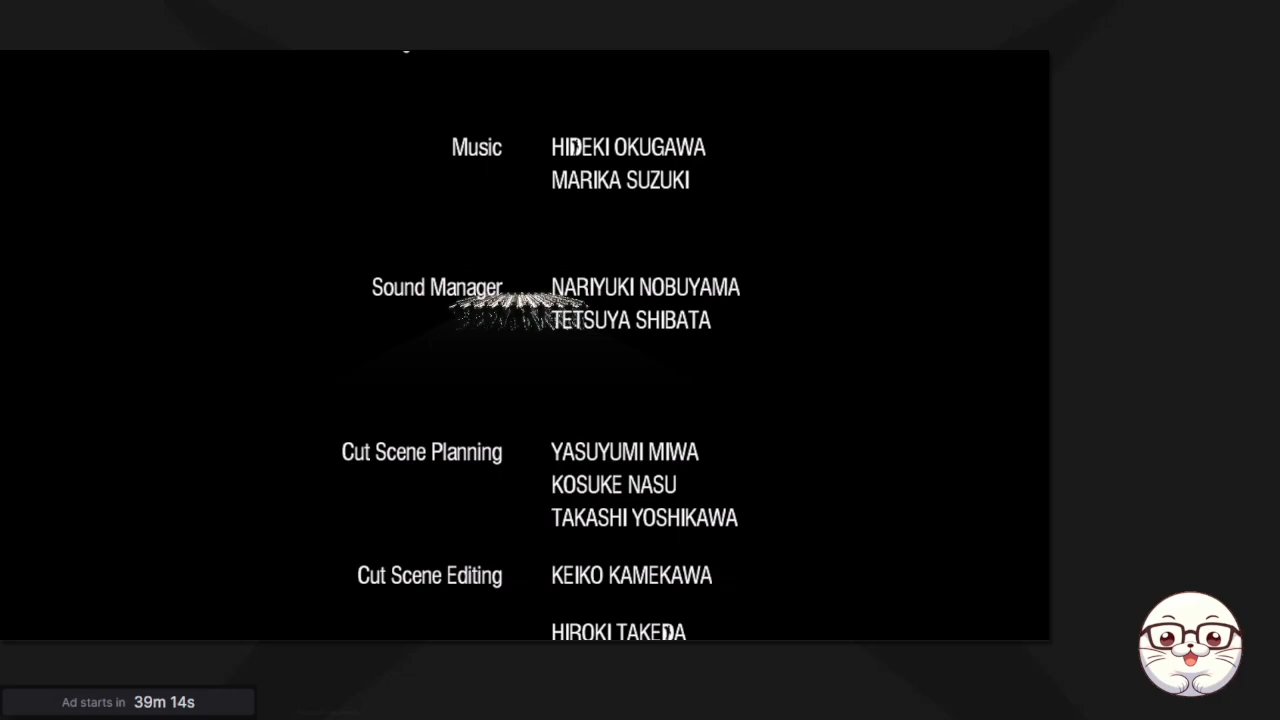 Music HIDEKI OKUGAWA
MARIKA SUZUKI
Sound Manager NARIYUKI NOBUYAMA
TETSUYA SHIBATA
Cut Scene Planning YASUYUMI MIWA
KOSUKE NASU
TAKASHI YOSHIKAWA
Cut Scene Editing KEIKO KAMEKAWA
HIROKI TAKEDA
Ad starts in 39m 14s